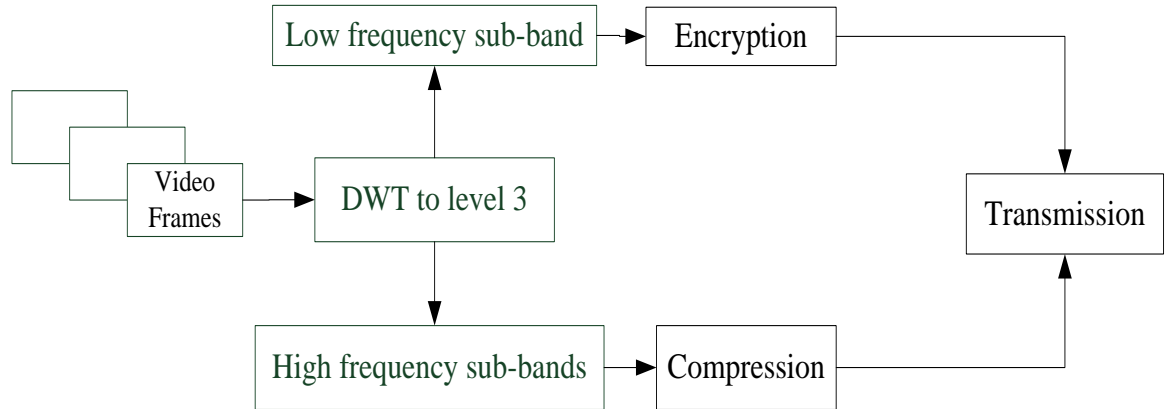 Low frequency sub-band
Encryption
Video
Frames
DWT to level 3
Transmission
High frequency sub-bands
Compression